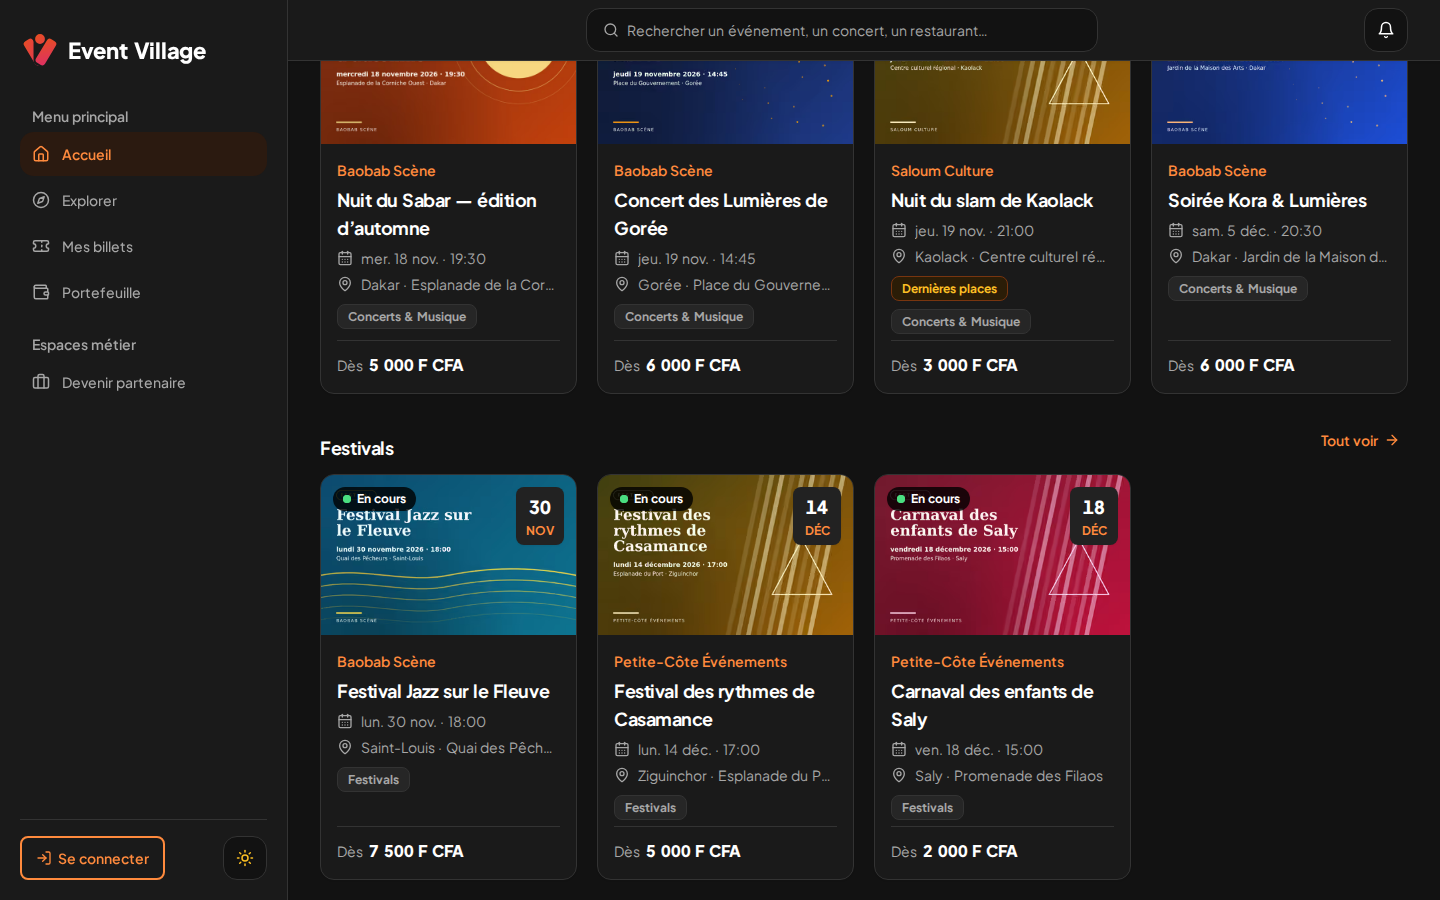 Event Village
Rechercher un événement, un concert, un restaurant...
Menu principal
Accueil
Explorer
Mes billets
Portefeuille
Espaces métier
Devenir partenaire
Se connecter
mercredi 18 novembre 2026 · 19:30
Esplanade de la Corniche Ouest · Dakar
BAOBAB SCÈNE
Baobab Scène
Nuit du Sabar — édition
d'automne
mer. 18 nov. · 19:30
Dakar · Esplanade de la Cor...
Concerts & Musique
Dès 5 000 F CFA
jeudi 19 novembre 2026 · 14:45
Place du Gouvernement · Gorée
BAOBAB SCÈNE
Baobab Scène
Concert des Lumières de
Gorée
jeu. 19 nov. · 14:45
Gorée · Place du Gouverne...
Concerts & Musique
Dès 6 000 F CFA
Centre culturel régional · Kaolack
SALOUM CULTURE
Saloum Culture
Nuit du slam de Kaolack
jeu. 19 nov. · 21:00
Kaolack · Centre culturel ré...
Dernières places
Concerts & Musique
Dès 3 000 F CFA
Jardin de la Maison des Arts · Dakar
BAOBAB SCÈNE
Baobab Scène
Soirée Kora & Lumières
sam. 5 déc. · 20:30
Dakar · Jardin de la Maison d...
Concerts & Musique
Dès 6 000 F CFA
Festivals
Tout voir
En cours
30
NOV
Festival Jazz sur
le Fleuve
lundi 30 novembre 2026 · 18:00
Quai des Pêcheurs · Saint-Louis
BAOBAB SCÈNE
Baobab Scène
Festival Jazz sur le Fleuve
lun. 30 nov. · 18:00
Saint-Louis · Quai des Pêch...
Festivals
Dès 7 500 F CFA
En cours
14
DÉC
Festival des
rythmes de
Casamance
lundi 14 décembre 2026 · 17:00
Esplanade du Port · Ziguinchor
PETITE-CÔTE ÉVÉNEMENTS
Petite-Côte Événements
Festival des rythmes de
Casamance
lun. 14 déc. · 17:00
Ziguinchor · Esplanade du P...
Festivals
Dès 5 000 F CFA
En cours
18
DÉC
Carnaval des
enfants de Saly
vendredi 18 décembre 2026 · 15:00
Promenade des Filaos · Saly
PETITE-CÔTE ÉVÉNEMENTS
Petite-Côte Événements
Carnaval des enfants de
Saly
ven. 18 déc. · 15:00
Saly · Promenade des Filaos
Festivals
Dès 2 000 F CFA